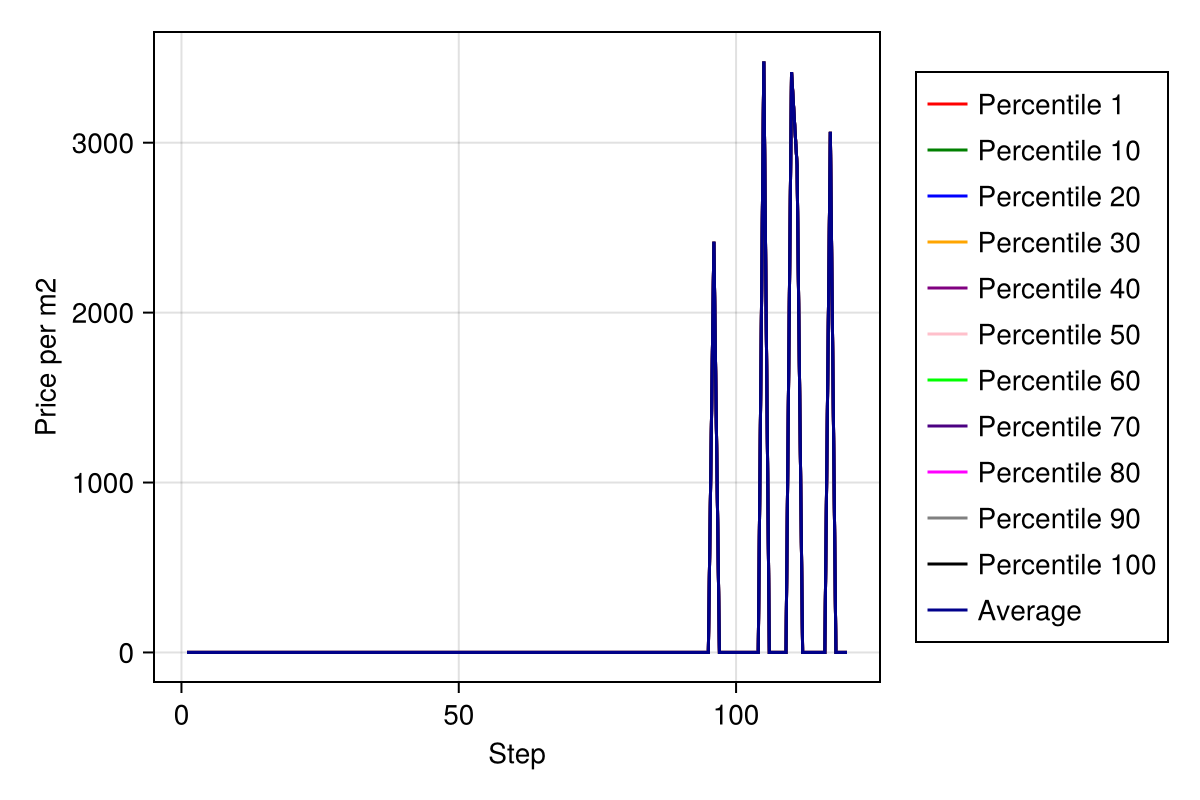 Price per m2
3000
2000
1000
0
0
50
100
Step
Percentile 1
Percentile 10
Percentile 20
Percentile 30
Percentile 40
Percentile 50
Percentile 60
Percentile 70
Percentile 80
Percentile 90
Percentile 100
Average